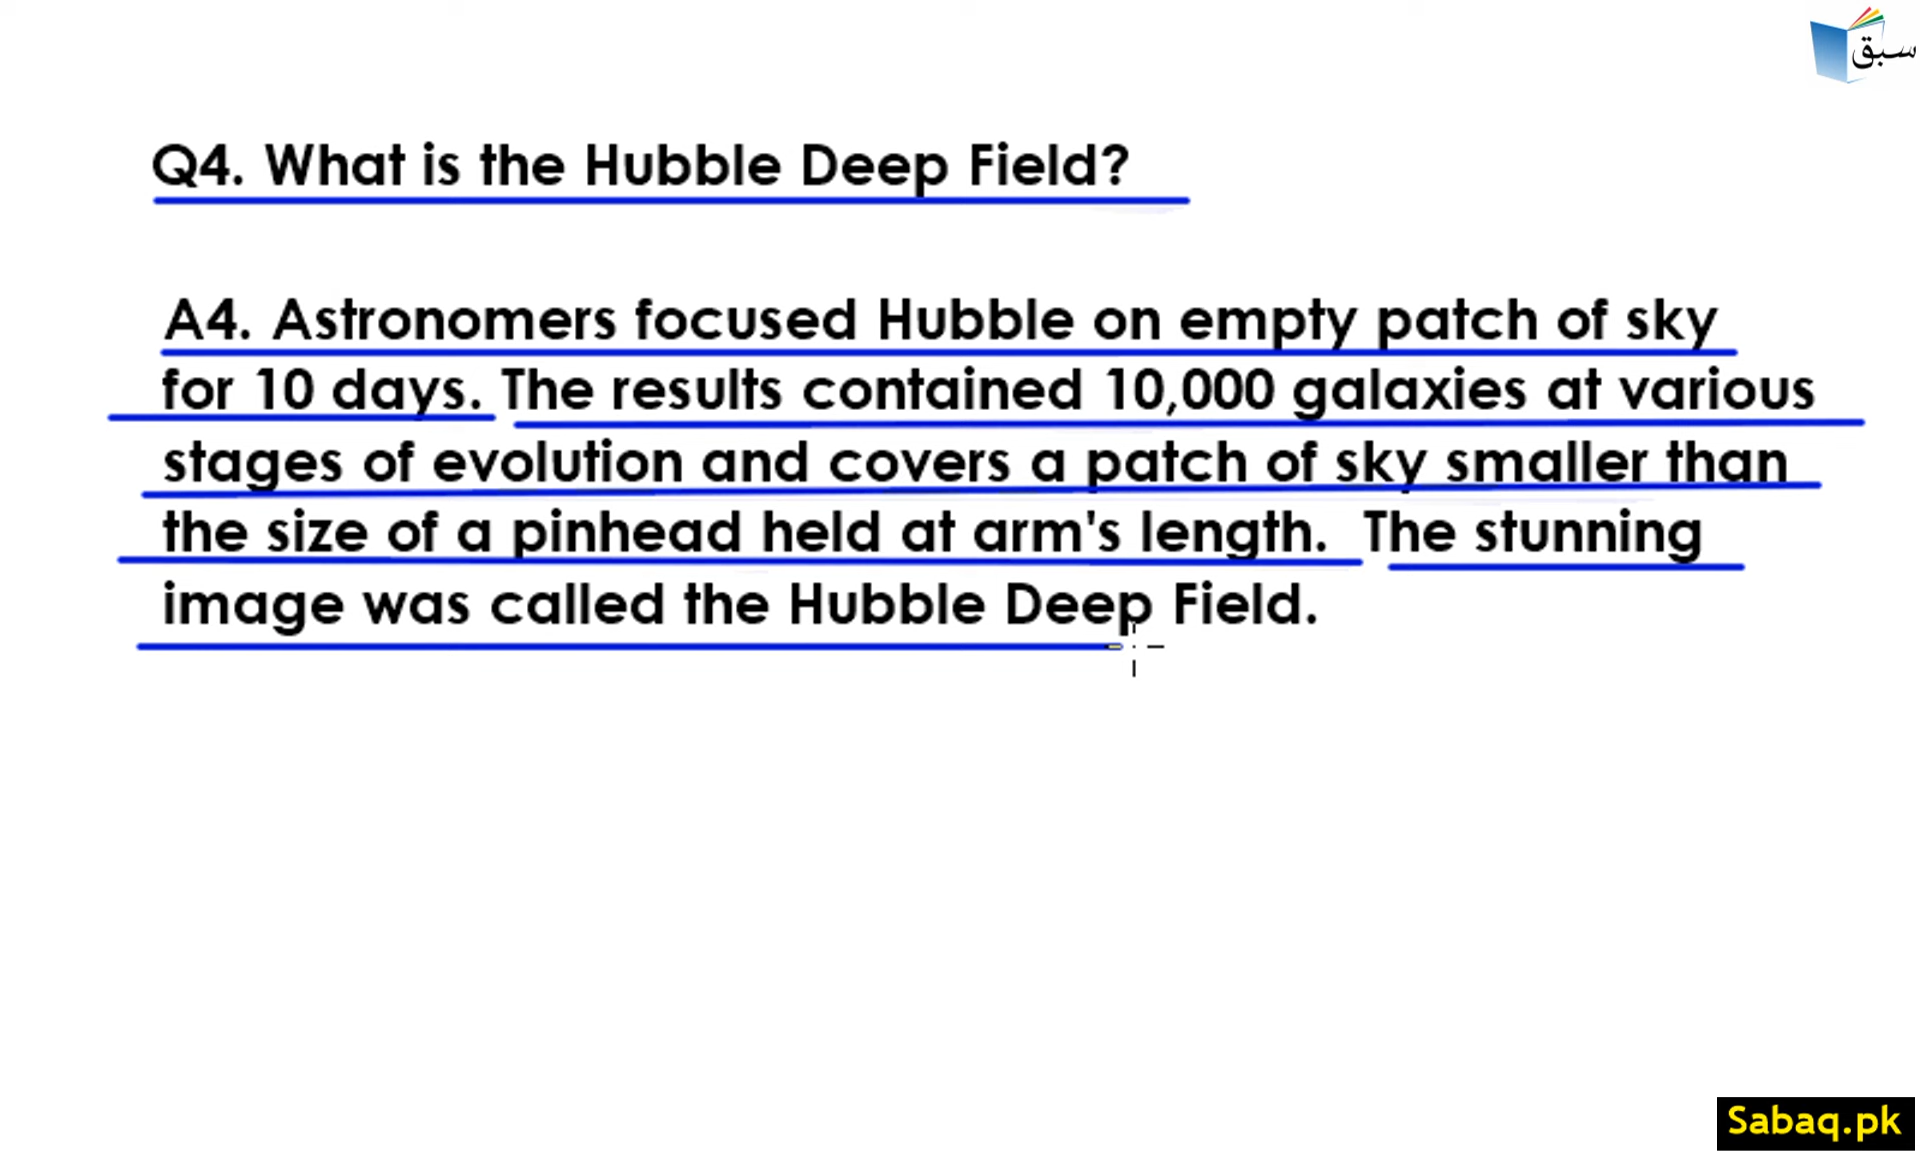 سبق
Q4. What is the Hubble Deep Field?
A4. Astronomers focused Hubble on empty patch of sky
for 10 days. The results contained 10,000 galaxies at various
stages of evolution and covers a patch of sky smaller than
the size of a pinhead held at arm's length. The stunning
image was called the Hubble Deep Field.
Sabaq.pk